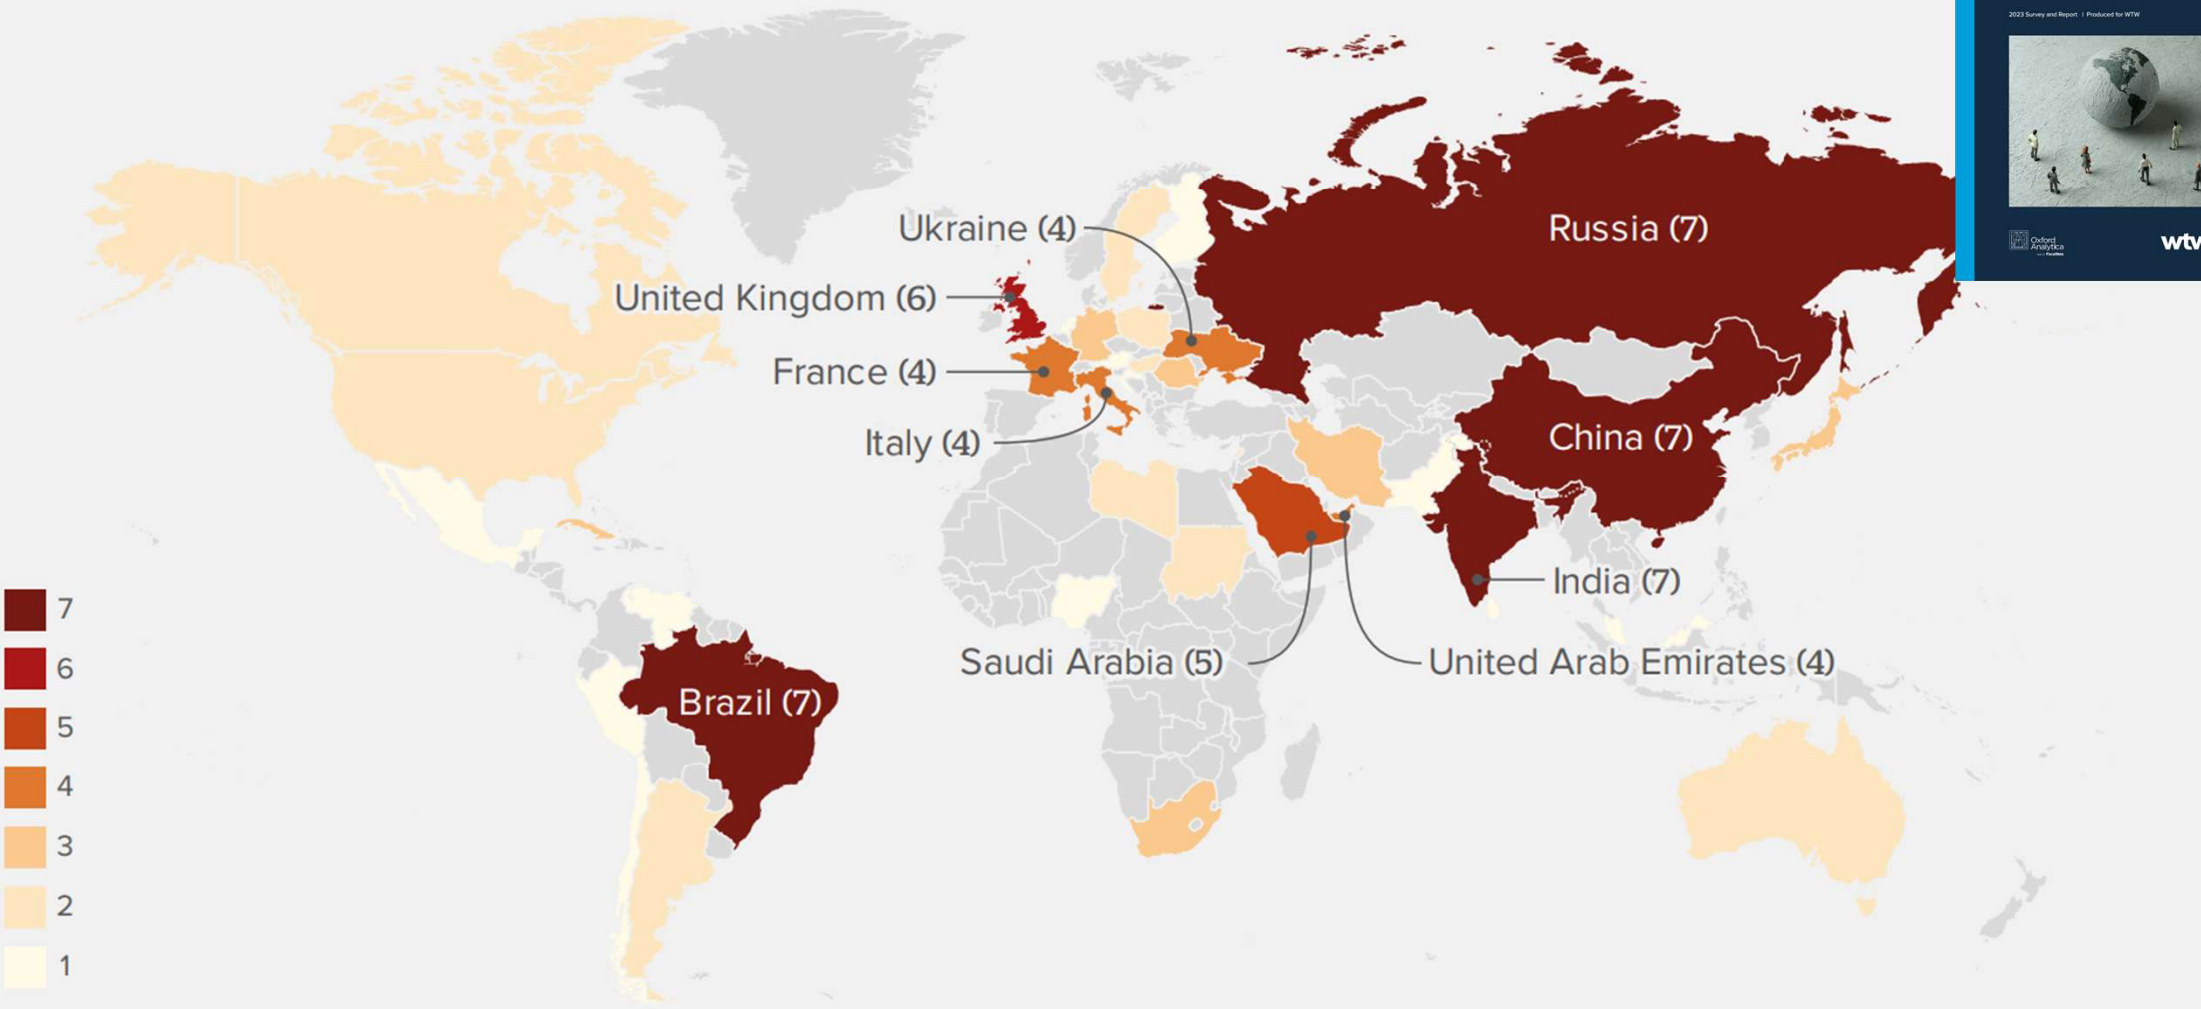 2023 Survey and Report | Produced for WTW
Ukraine (4)
Russia (7)
Oxford
Analytica
wtw
United Kingdom (6)
France (4)
China (7)
Italy (4)
India (7)
Saudi Arabia (5)
United Arab Emirates (4)
Brazil (7)
7
6
5
4
3
2
1